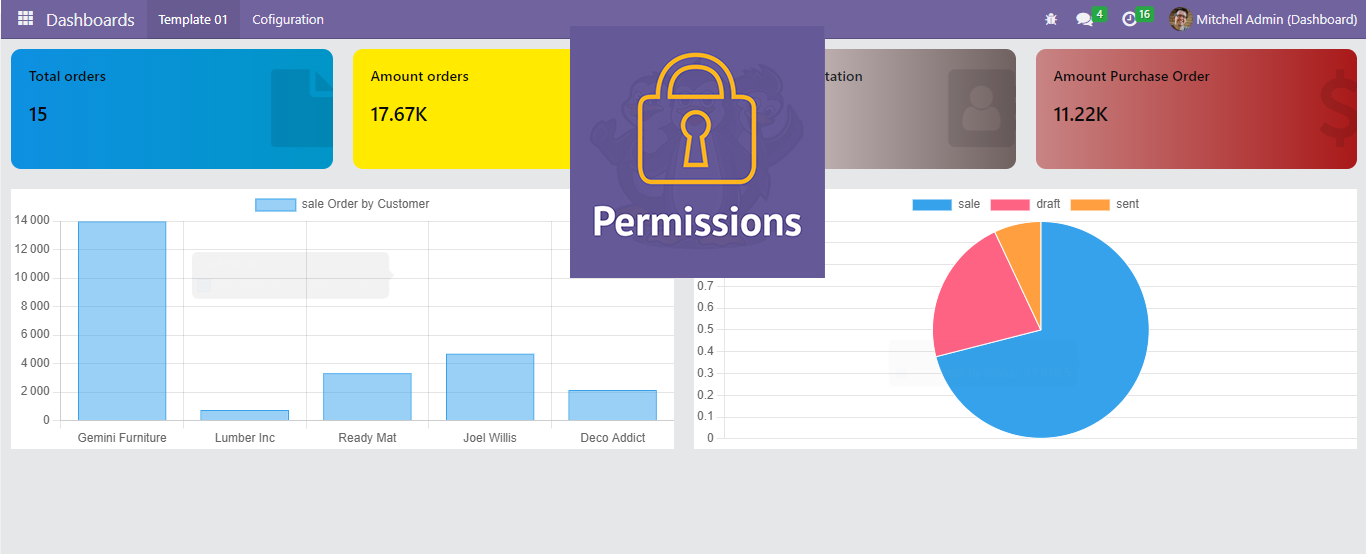 Dashboards Template 01 Cofiguration 4 16 Mitchell Admin (Dashboard)
Total orders
15
Amount orders
17.67K
tation
Amount Purchase Order
11.22K
Permissions
sale Order by Customer
14 000
12 000
10 000
8 000
6 000
4 000
2 000
0
Gemini Furniture Lumber Inc Ready Mat Joel Willis Deco Addict
sale draft sent
0.7
0.6
0.5
0.4
0.3
0.2
0.1
0